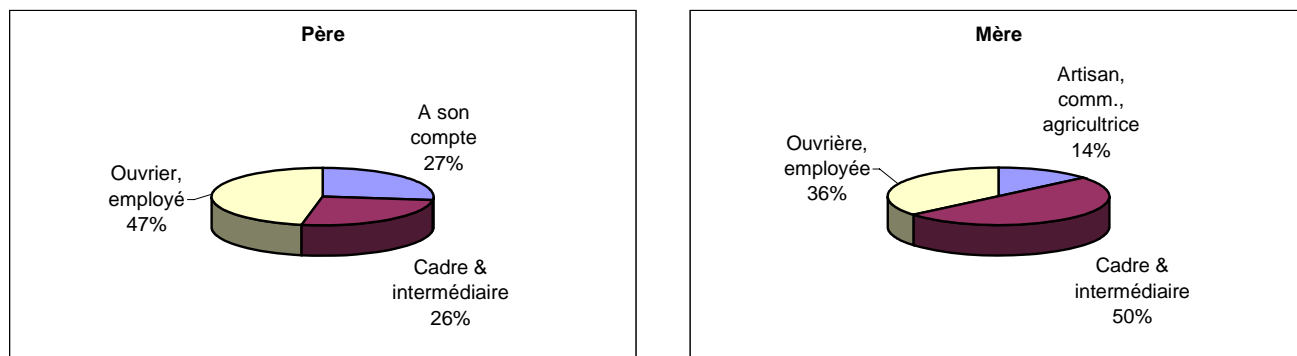 Père
A son
compte
27%
Ouvrier,
employé
47%
Cadre &
intermédiaire
26%
Mère
Artisan,
comm.,
agricultrice
14%
Ouvrière,
employée
36%
Cadre &
intermédiaire
50%